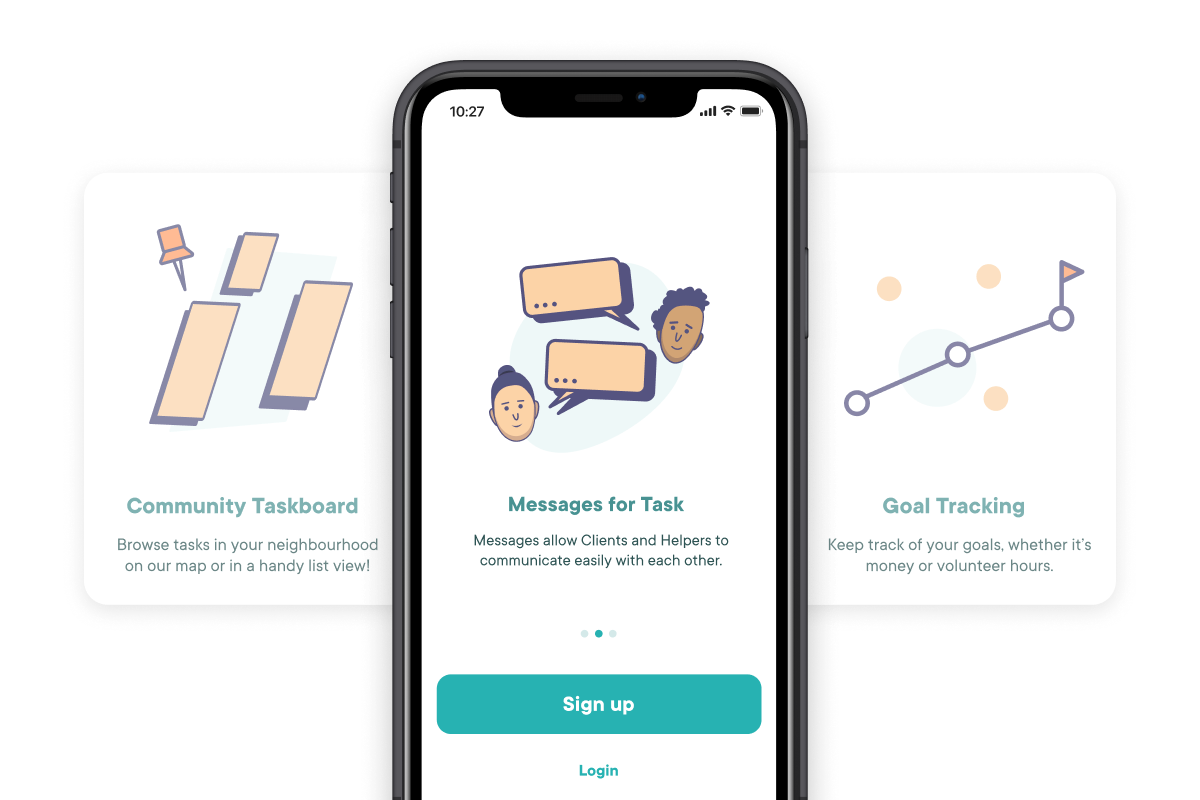 10:27
Community Taskboard
Browse tasks in your neighbourhood
on our map or in a handy list view!
Messages for Task
Messages allow Clients and Helpers to
communicate easily with each other.
Sign up
Login
Goal Tracking
Keep track of your goals, whether it's
money or volunteer hours.